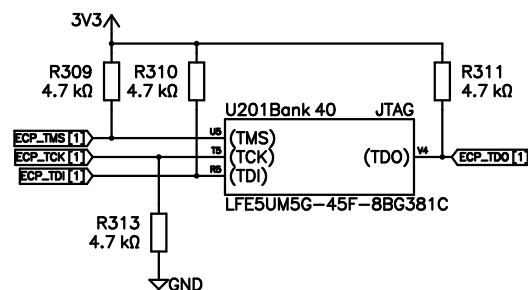 3V3
R309
4.7 kΩ
R310
4.7 kΩ
R311
4.7 kΩ
U201Bank 40 JTAG
ECP_TMS [1] U5 (TMS)
ECP_TCK [1] T5 (TCK) (TDO) V4 ECP_TDO [1]
ECP_TDI [1] R5 (TDI)
LFE5UM5G-45F-8BG381C
R313
4.7 kΩ
GND